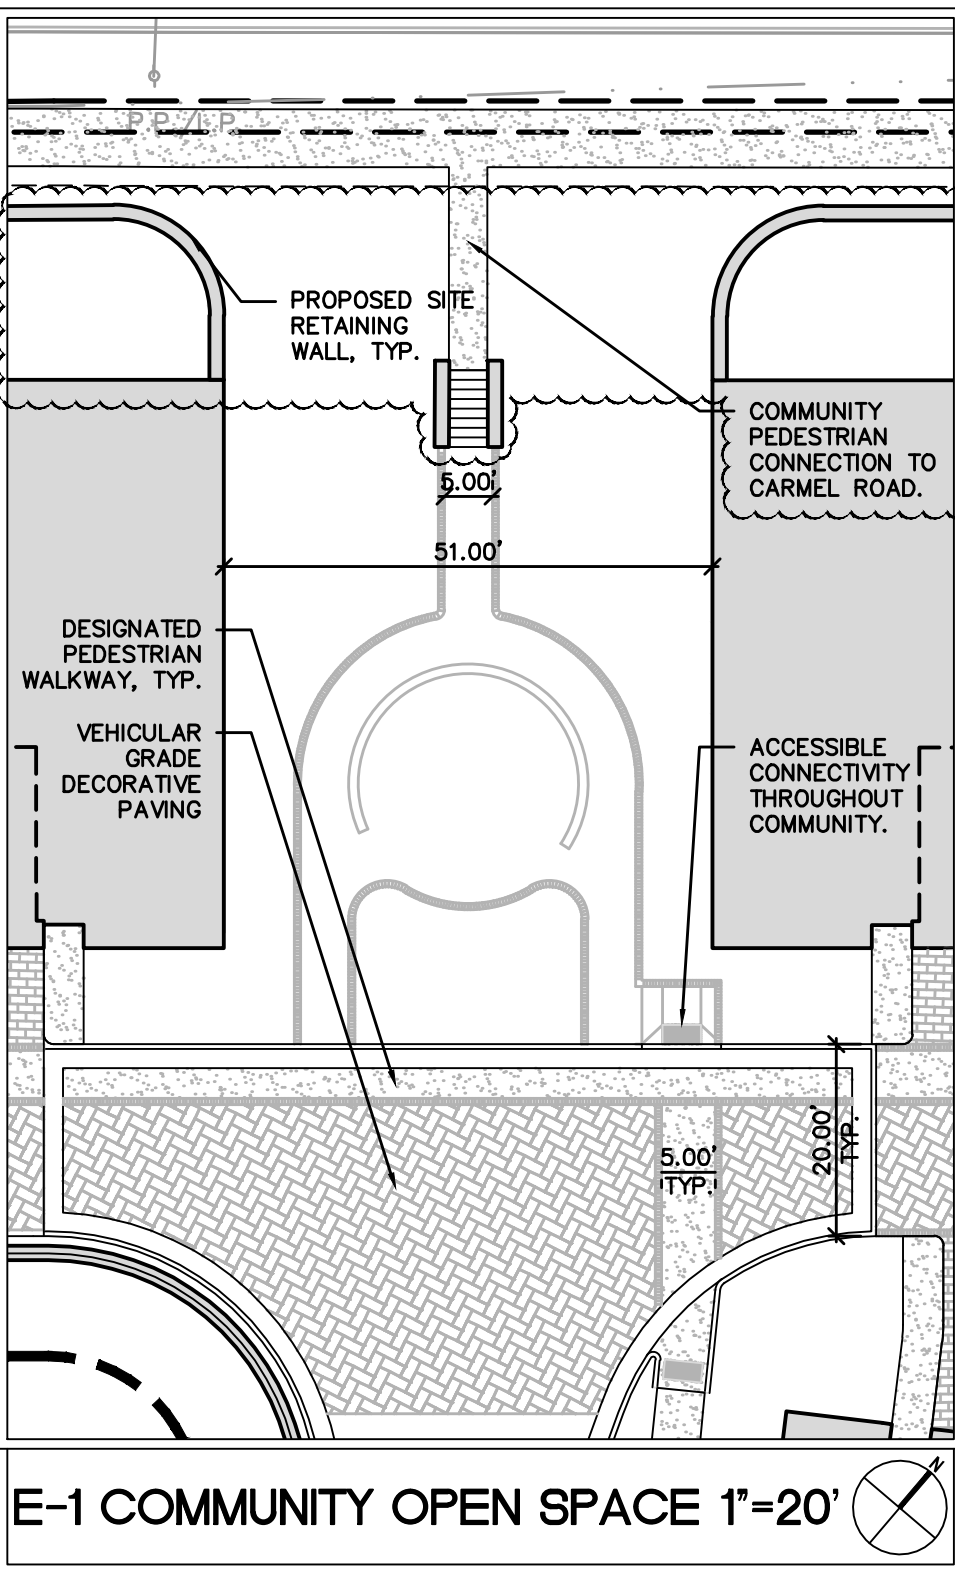 PP/LP
PROPOSED SITE
RETAINING
WALL, TYP.
COMMUNITY
PEDESTRIAN
CONNECTION TO
CARMEL ROAD.
5.00'
51.00'
DESIGNATED
PEDESTRIAN
WALKWAY, TYP.
VEHICULAR
GRADE
DECORATIVE
PAVING
ACCESSIBLE
CONNECTIVITY
THROUGHOUT
COMMUNITY.
5.00'
TYP.
20.00'
TYP.
E-1 COMMUNITY OPEN SPACE 1"=20'
N